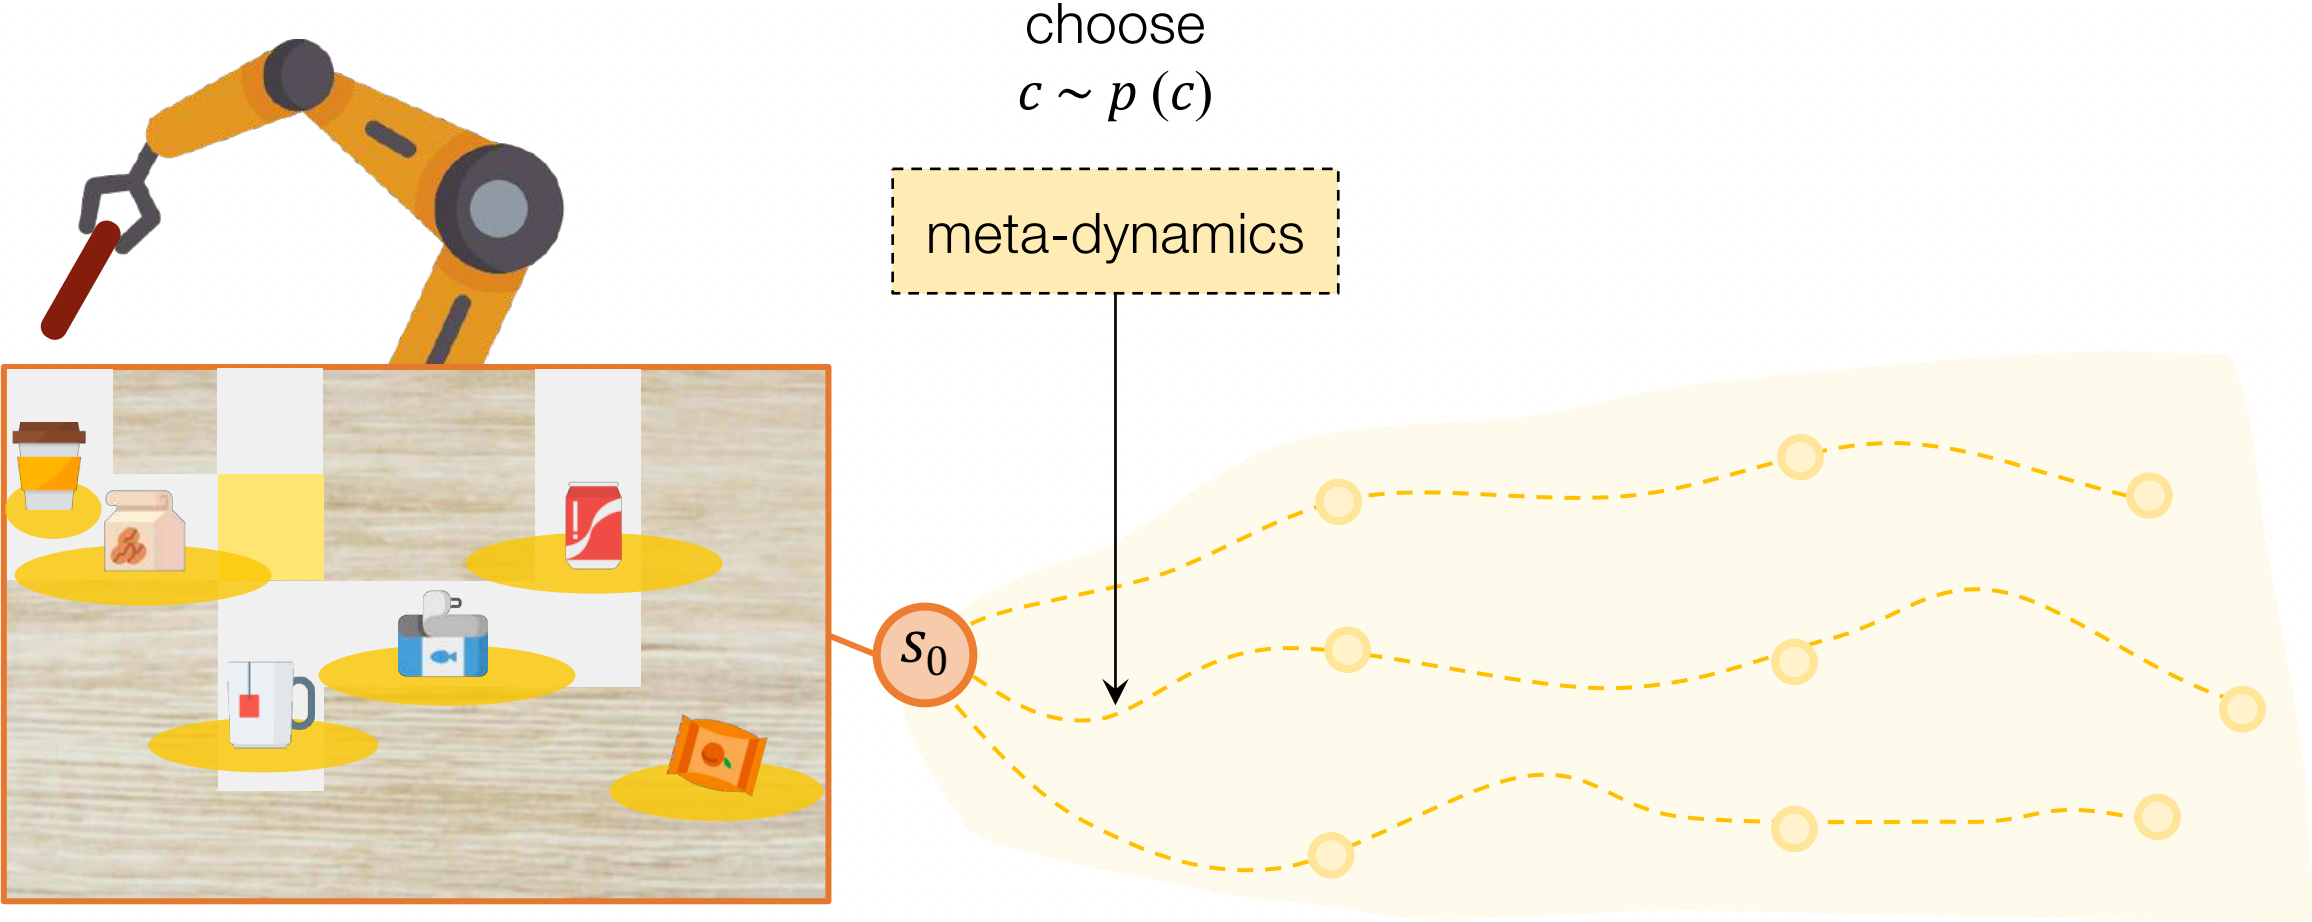 choose
c ~ p (c)
meta-dynamics
s₀